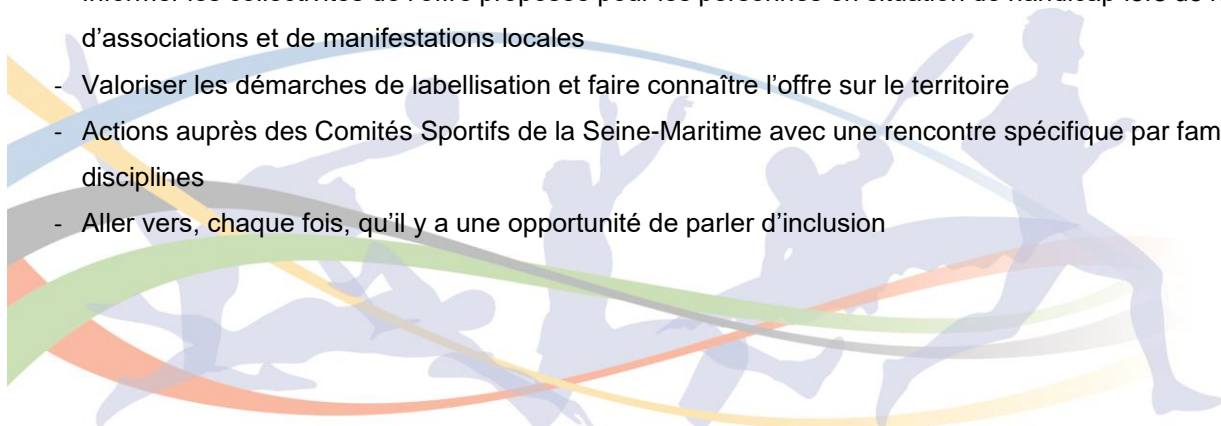 d'associations et de manifestations locales
- Valoriser les démarches de labellisation et faire connaître l'offre sur le territoire
- Actions auprès des Comités Sportifs de la Seine-Maritime avec une rencontre spécifique par
disciplines
- Aller vers, chaque fois, qu'il y a une opportunité de parler d'inclusion